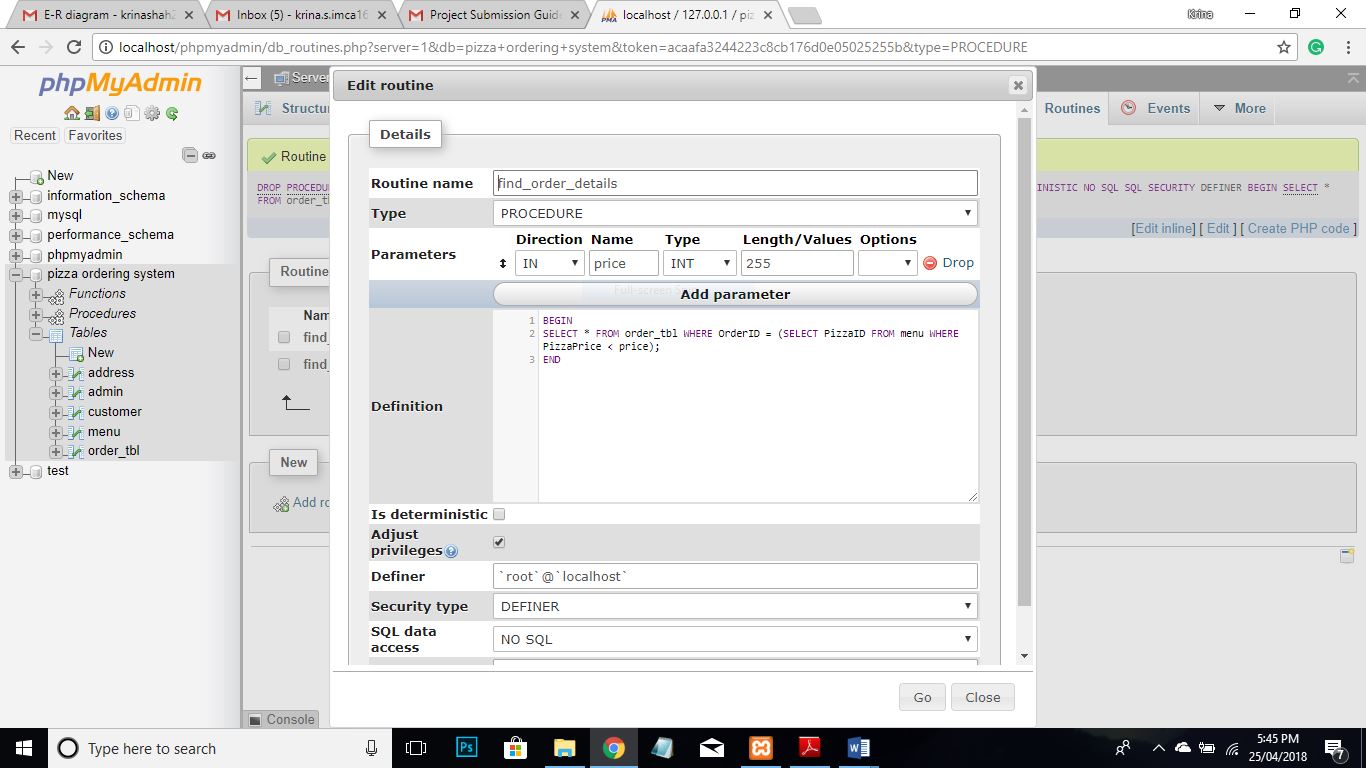 E-R diagram - krinashah2
Inbox (5) - krina.s.imca16
Project Submission Guid
localhost / 127.0.0.1 / piz
Krina
localhost/phpmyadmin/db_routines.php?server=1&db=pizza+ordering+system&token=acaafa3244223c82b176d0e05025255b&type=PROCEDURE
phpMyAdmin
Recent
Favorites
New
information_schema
mysql
performance_schema
phpmyadmin
pizza ordering system
Functions
Procedures
Tables
New
address
admin
customer
menu
order_tbl
test
Server
Structu
Routines
Events
More
Routine
DROP PROCEDU
INISTIC NO SQL SQL SECURITY DEFINER BEGIN SELECT *
FROM order_tb
[Edit inline] [ Edit ] [ Create PHP code ]
Routine
Nam
find_
find_
New
Add ro
Console
Edit routine
Details
Routine name
find_order_details
Type
PROCEDURE
Parameters
Direction Name Type Length/Values Options
IN price INT 255 Drop
Add parameter
Definition
1 BEGIN
2 SELECT * FROM order_tbl WHERE OrderID = (SELECT PizzaID FROM menu WHERE
PizzaPrice < price);
3 END
Is deterministic
Adjust
privileges
Definer
`root`@`localhost`
Security type
DEFINER
SQL data
access
NO SQL
Go
Close
Type here to search
Ps
5:45 PM
25/04/2018
7